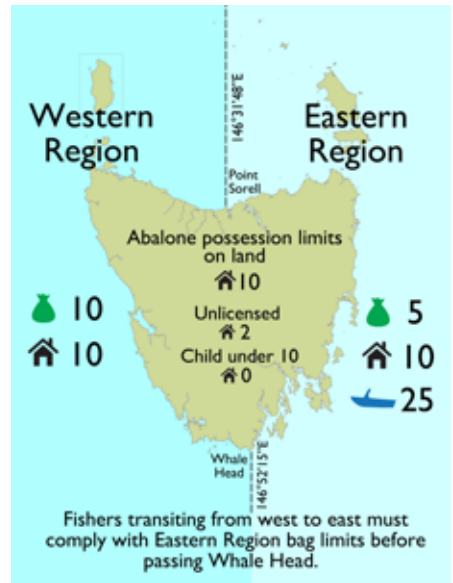 Western
Region
146°31'48"E
Eastern
Region
Point
Sorell
Abalone possession limits
on land
10
Unlicensed
2
Child under 10
0
10
10
5
10
25
Whale
Head
146°52'15"E
Fishers transiting from west to east must
comply with Eastern Region bag limits before
passing Whale Head.